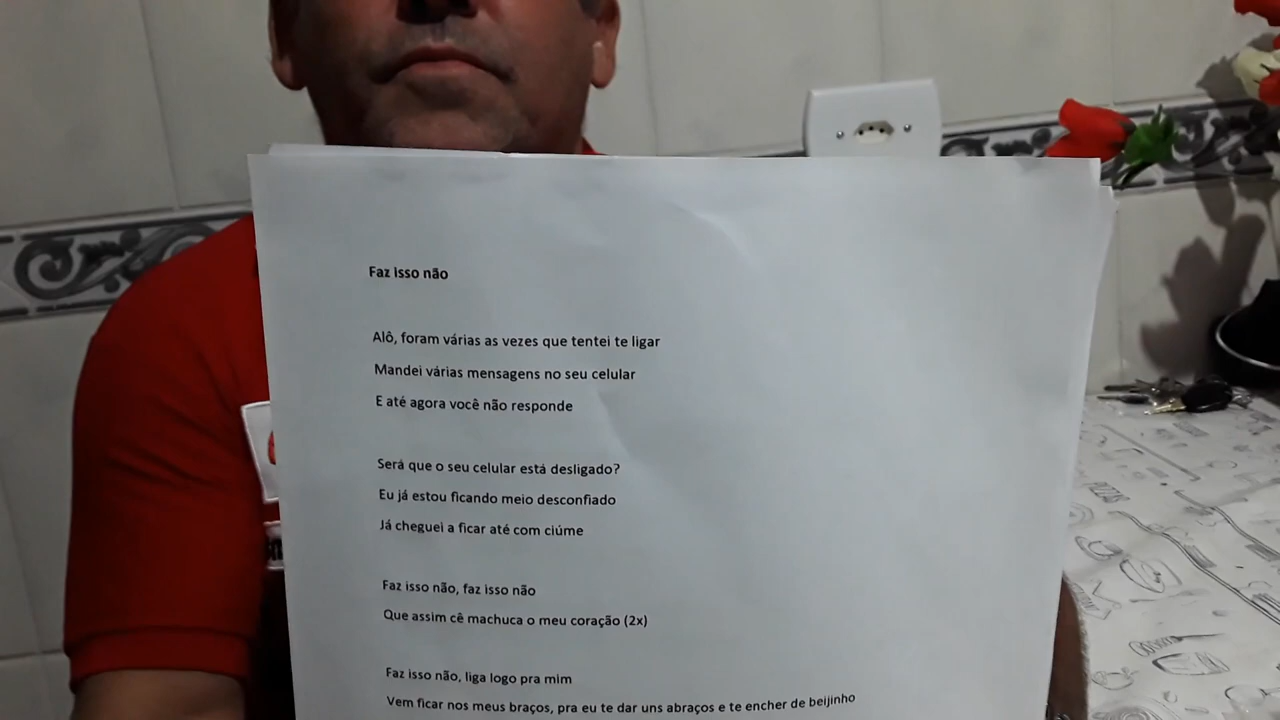 Faz isso não
Alô, foram várias as vezes que tentei te ligar
Mandei várias mensagens no seu celular
E até agora você não responde
Será que o seu celular está desligado?
Eu já estou ficando meio desconfiado
Já cheguei a ficar até com ciúme
Faz isso não, faz isso não
Que assim cê machuca o meu coração (2x)
Faz isso não, liga logo pra mim
Vem ficar nos meus braços, pra eu te dar uns abraços e te encher de beijinho
PIZZAS